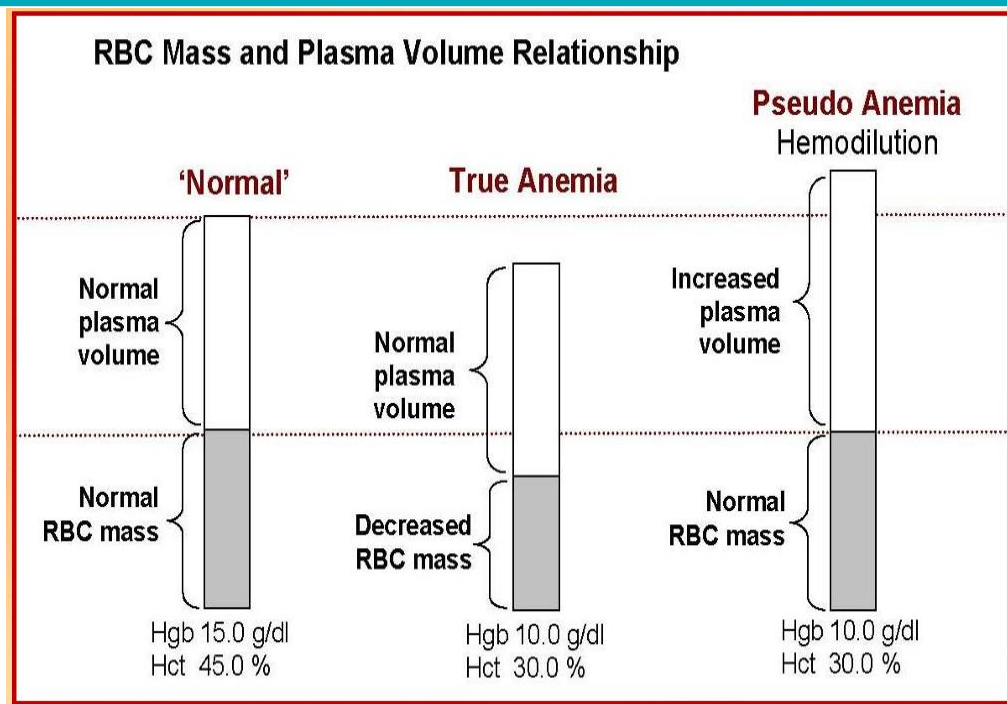 RBC Mass and Plasma Volume Relationship
‘Normal’
Normal
plasma
volume
Normal
RBC mass
Hgb 15.0 g/dl
Hct 45.0 %
True Anemia
Normal
plasma
volume
Decreased
RBC mass
Hgb 10.0 g/dl
Hct 30.0 %
Pseudo Anemia
Hemodilution
Increased
plasma
volume
Normal
RBC mass
Hgb 10.0 g/dl
Hct 30.0 %